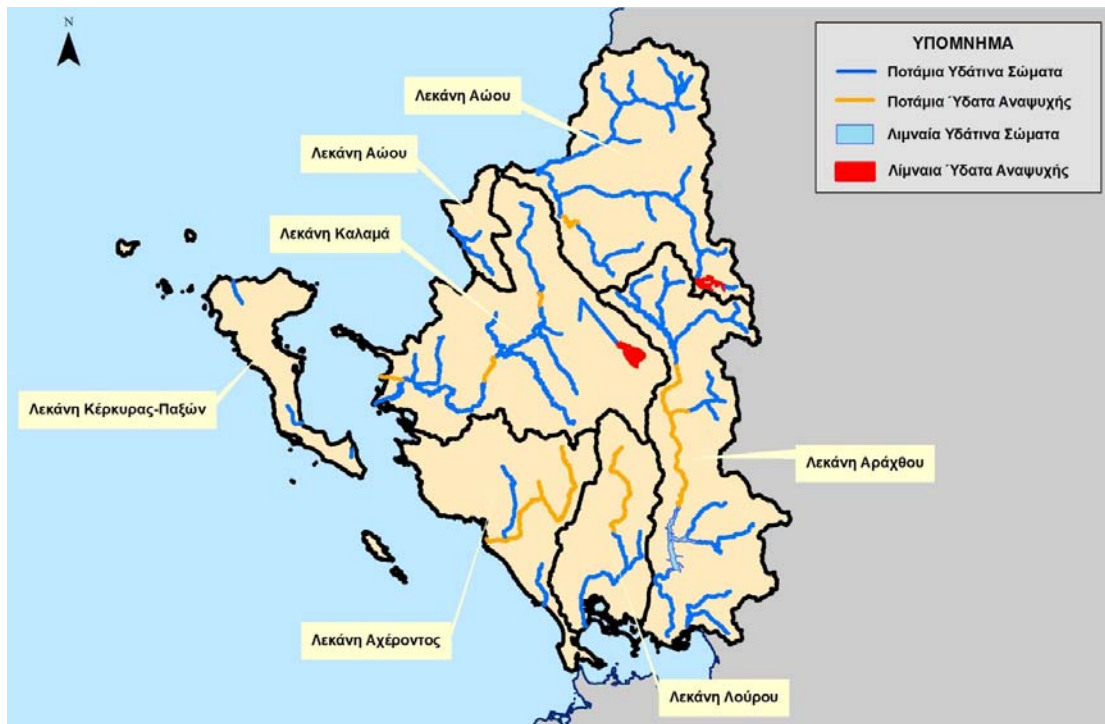 N
ΥΠΟΜΝΗΜΑ
Ποτάμια Υδάτινα Σώματα
Ποτάμια Ύδατα Αναψυχής
Λιμναία Υδάτινα Σώματα
Λίμναια Ύδατα Αναψυχής
Λεκάνη Αώου
Λεκάνη Αώου
Λεκάνη Καλαμά
Λεκάνη Κέρκυρας-Παξών
Λεκάνη Αράχθου
Λεκάνη Αχέροντος
Λεκάνη Λούρου